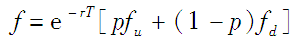 f = e^{-rT}[pf_u + (1 - p)f_d]